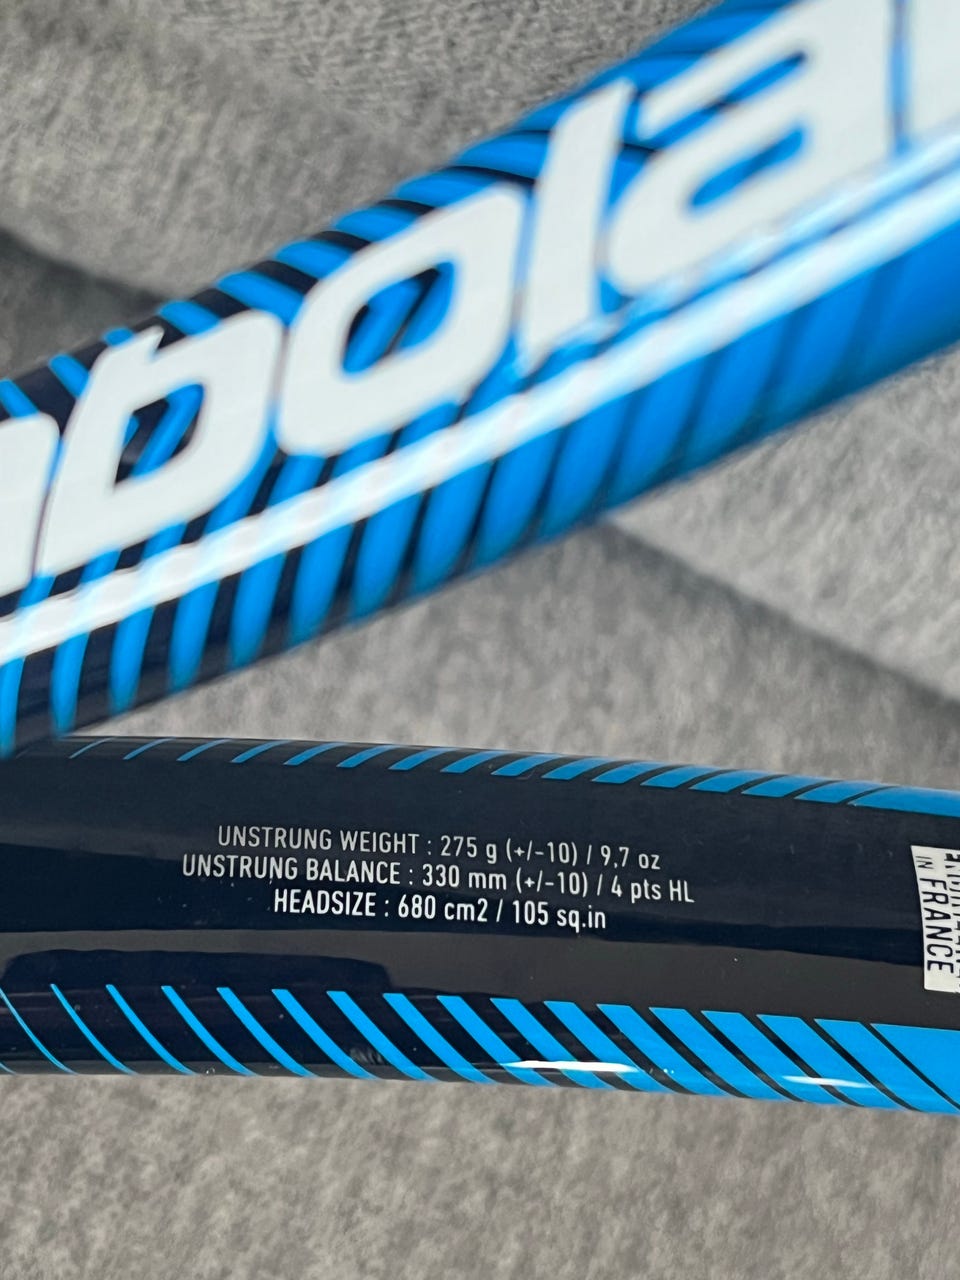 abola
UNSTRUNG WEIGHT : 275 g (+/-10) / 9,7 oz
UNSTRUNG BALANCE : 330 mm (+/-10) / 4 pts HL
HEADSIZE : 680 cm2 / 105 sq.in
IN FRANCE